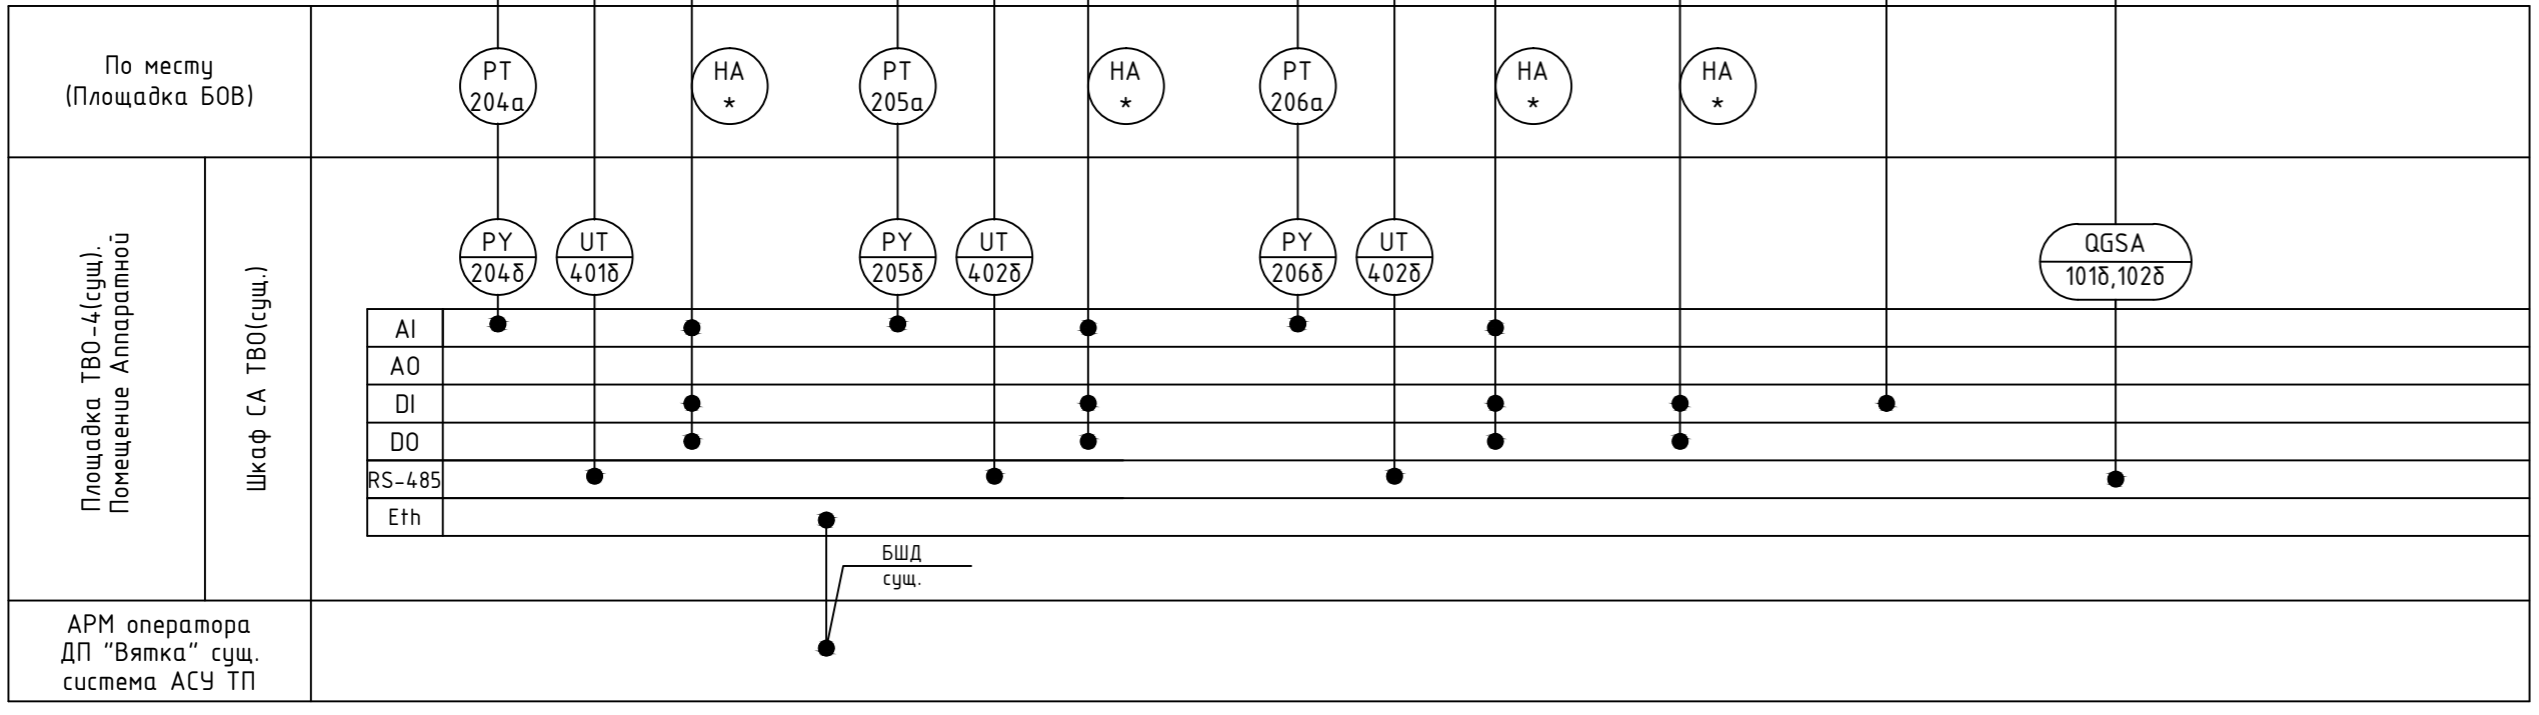 По месту
(Площадка БОВ)
PT
204а
HA
*
PT
205а
HA
*
PT
206а
HA
*
HA
*
Площадка ТВО-4(сущ).
Помещение Аппаратной
Шкаф СА ТВО(сущ.)
PY
204б
UT
401б
PY
205б
UT
402б
PY
206б
UT
402б
QGSA
101б,102б
AI
AO
DI
DO
RS-485
Eth
БШД
сущ.
АРМ оператора
ДП "Вятка" сущ.
система АСУ ТП